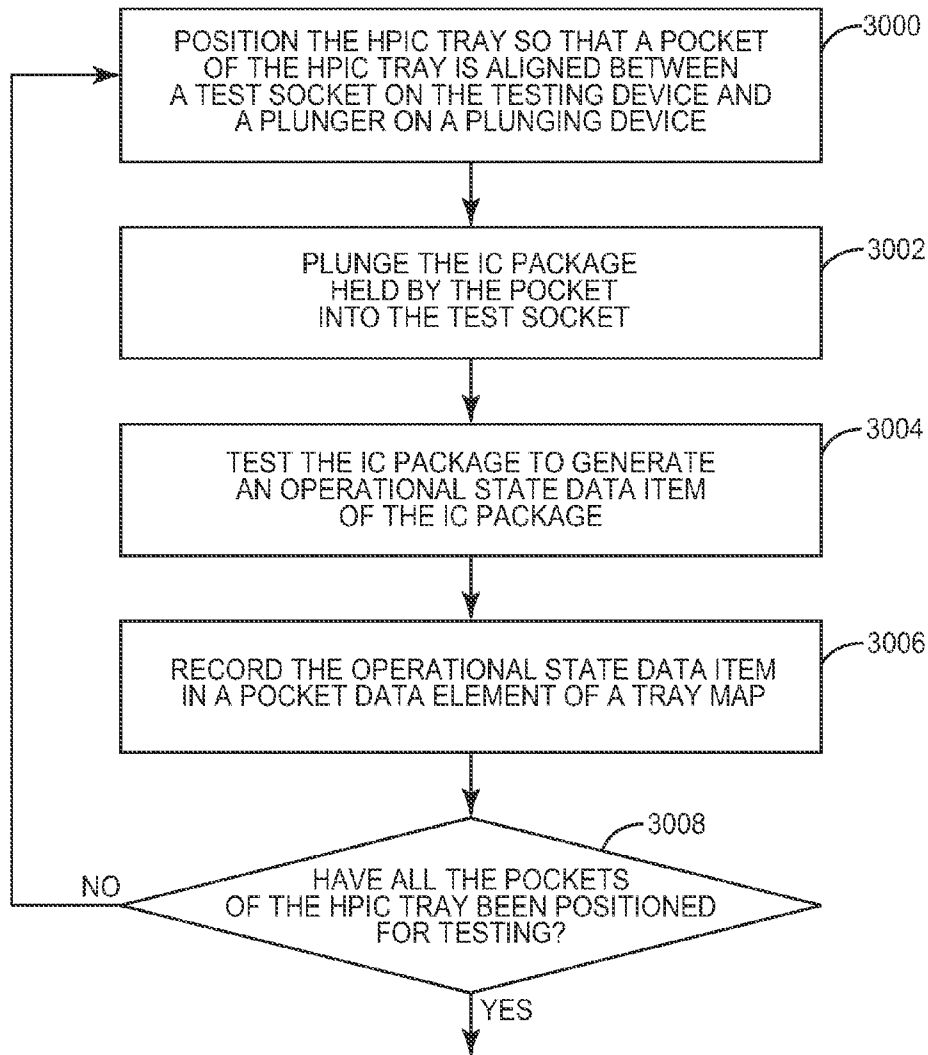 POSITION THE HPIC TRAY SO THAT A POCKET
OF THE HPIC TRAY IS ALIGNED BETWEEN
A TEST SOCKET ON THE TESTING DEVICE AND
A PLUNGER ON A PLUNGING DEVICE
3000
PLUNGE THE IC PACKAGE
HELD BY THE POCKET
INTO THE TEST SOCKET
3002
TEST THE IC PACKAGE TO GENERATE
AN OPERATIONAL STATE DATA ITEM
OF THE IC PACKAGE
3004
RECORD THE OPERATIONAL STATE DATA ITEM
IN A POCKET DATA ELEMENT OF A TRAY MAP
3006
3008
HAVE ALL THE POCKETS
OF THE HPIC TRAY BEEN POSITIONED
FOR TESTING?
NO
YES